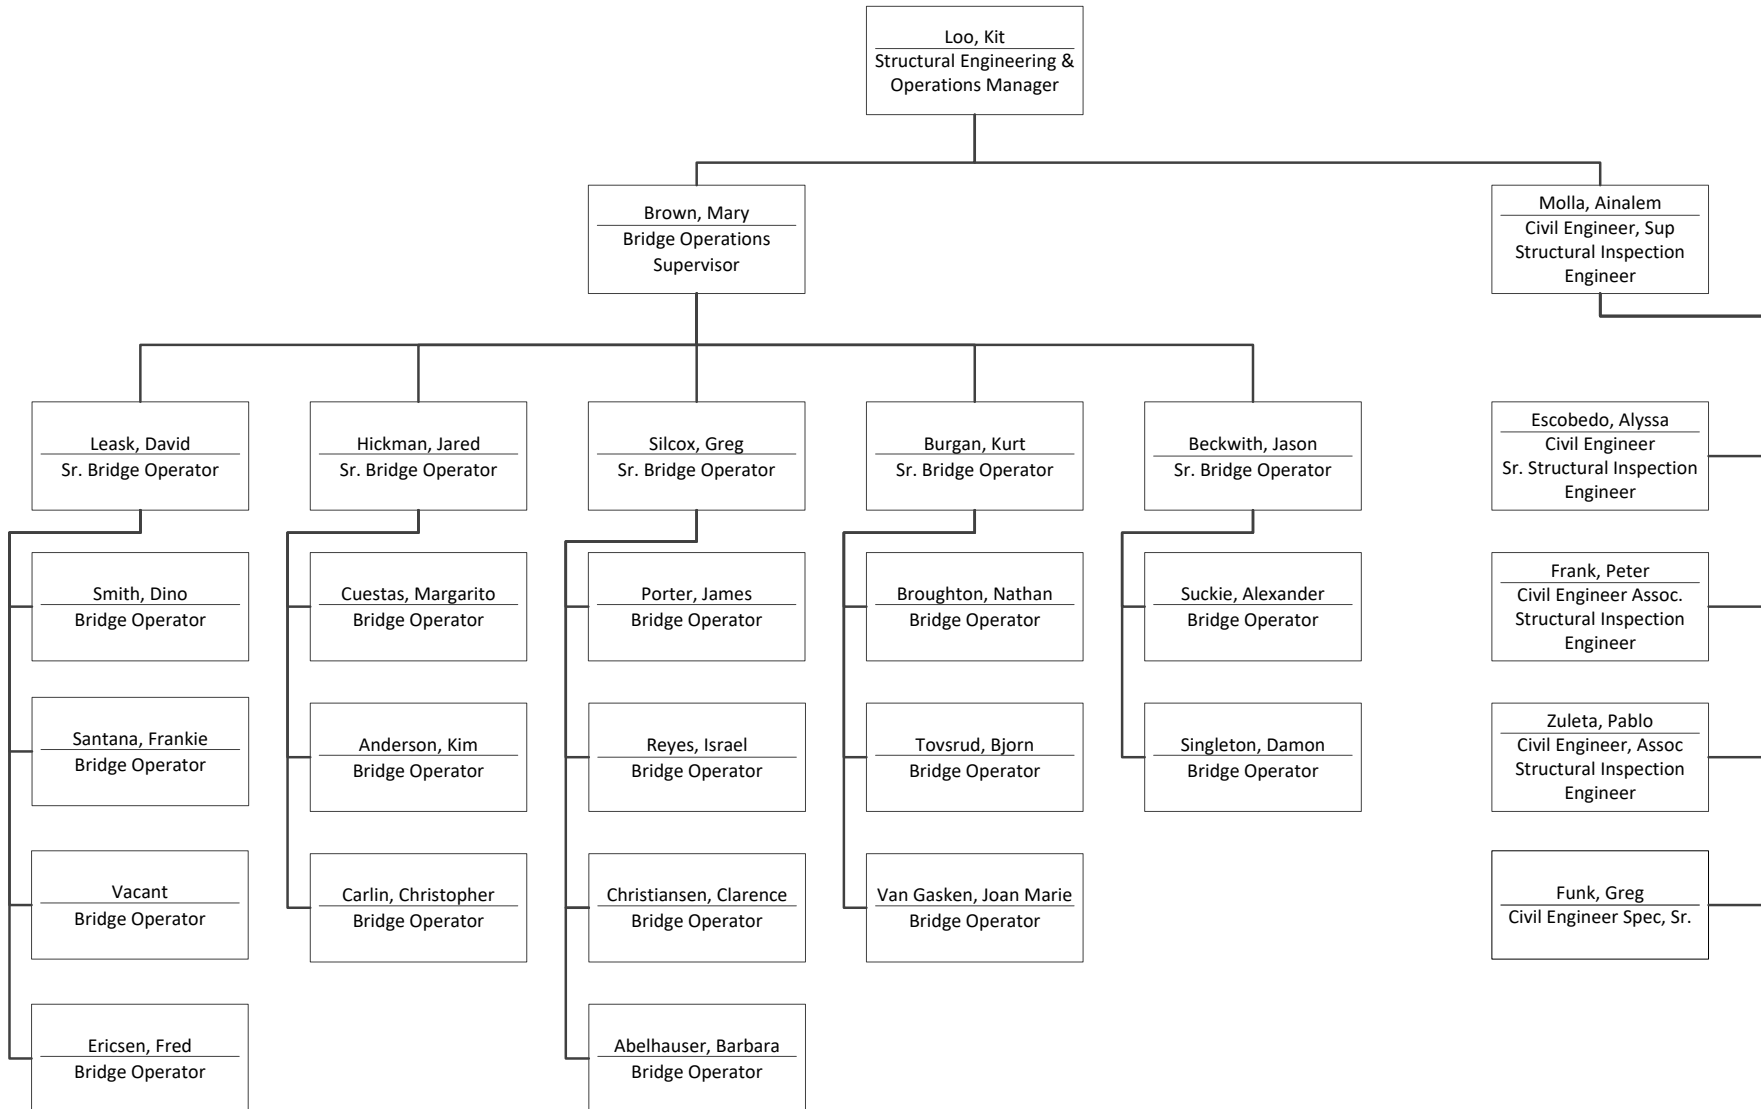 Loo, Kit
Structural Engineering &
Operations Manager
Brown, Mary
Bridge Operations
Supervisor
Molla, Ainalem
Civil Engineer, Sup
Structural Inspection
Engineer
Leask, David
Sr. Bridge Operator
Hickman, Jared
Sr. Bridge Operator
Silcox, Greg
Sr. Bridge Operator
Burgan, Kurt
Sr. Bridge Operator
Beckwith, Jason
Sr. Bridge Operator
Escobedo, Alyssa
Civil Engineer
Sr. Structural Inspection
Engineer
Smith, Dino
Bridge Operator
Cuestas, Margarito
Bridge Operator
Porter, James
Bridge Operator
Broughton, Nathan
Bridge Operator
Suckie, Alexander
Bridge Operator
Frank, Peter
Civil Engineer Assoc.
Structural Inspection
Engineer
Santana, Frankie
Bridge Operator
Anderson, Kim
Bridge Operator
Reyes, Israel
Bridge Operator
Tovsrud, Bjorn
Bridge Operator
Singleton, Damon
Bridge Operator
Zuleta, Pablo
Civil Engineer, Assoc
Structural Inspection
Engineer
Vacant
Bridge Operator
Carlin, Christopher
Bridge Operator
Christiansen, Clarence
Bridge Operator
Van Gasken, Joan Marie
Bridge Operator
Funk, Greg
Civil Engineer Spec, Sr.
Ericsen, Fred
Bridge Operator
Abelhauser, Barbara
Bridge Operator